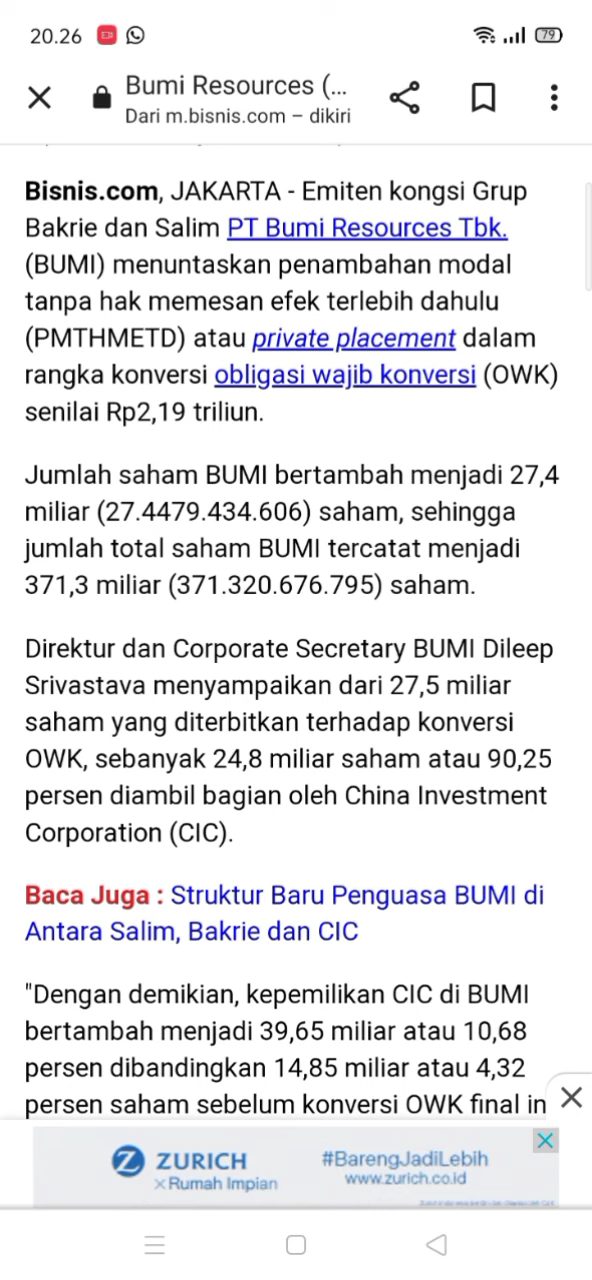 20.26
79
Bumi Resources (...
Dari m.bisnis.com – dikiri
Bisnis.com, JAKARTA - Emiten kongsi Grup
Bakrie dan Salim PT Bumi Resources Tbk.
(BUMI) menuntaskan penambahan modal
tanpa hak memesan efek terlebih dahulu
(PMTHMETD) atau private placement dalam
rangka konversi obligasi wajib konversi (OWK)
senilai Rp2,19 triliun.
Jumlah saham BUMI bertambah menjadi 27,4
miliar (27.4479.434.606) saham, sehingga
jumlah total saham BUMI tercatat menjadi
371,3 miliar (371.320.676.795) saham.
Direktur dan Corporate Secretary BUMI Dileep
Srivastava menyampaikan dari 27,5 miliar
saham yang diterbitkan terhadap konversi
OWK, sebanyak 24,8 miliar saham atau 90,25
persen diambil bagian oleh China Investment
Corporation (CIC).
Baca Juga : Struktur Baru Penguasa BUMI di
Antara Salim, Bakrie dan CIC
"Dengan demikian, kepemilikan CIC di BUMI
bertambah menjadi 39,65 miliar atau 10,68
persen dibandingkan 14,85 miliar atau 4,32
persen saham sebelum konversi OWK final in
ZURICH
x Rumah Impian
#BarengJadiLebih
www.zurich.co.id